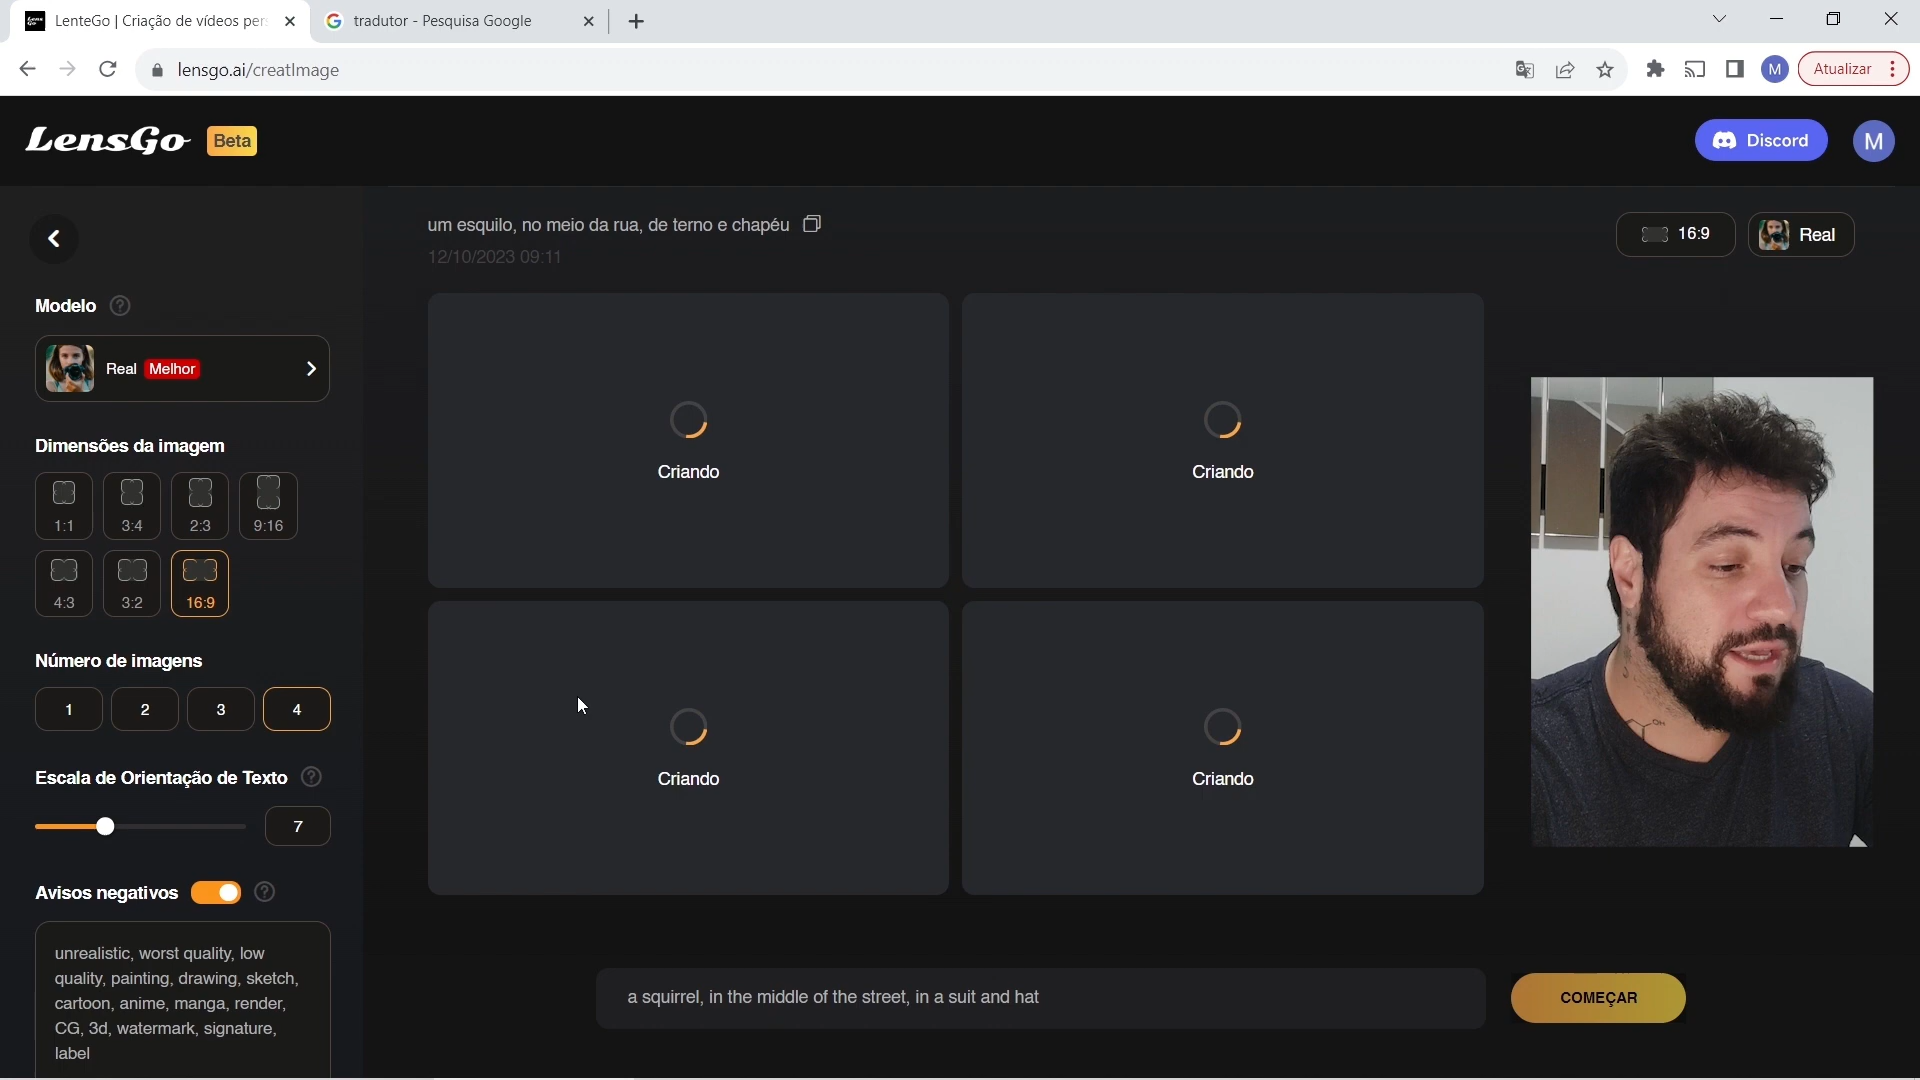 LenteGo | Criação de vídeos per
tradutor - Pesquisa Google
lensgo.ai/creatImage
M
Atualizar
LensGo
Beta
Discord
M
um esquilo, no meio da rua, de terno e chapéu
12/10/2023 09:11
16:9
Real
Modelo
Real Melhor
Dimensões da imagem
1:1 3:4 2:3 9:16
4:3 3:2 16:9
Número de imagens
1 2 3 4
Escala de Orientação de Texto
7
Avisos negativos
unrealistic, worst quality, low
quality, painting, drawing, sketch,
cartoon, anime, manga, render,
CG, 3d, watermark, signature,
label
Criando
Criando
Criando
Criando
a squirrel, in the middle of the street, in a suit and hat
COMEÇAR